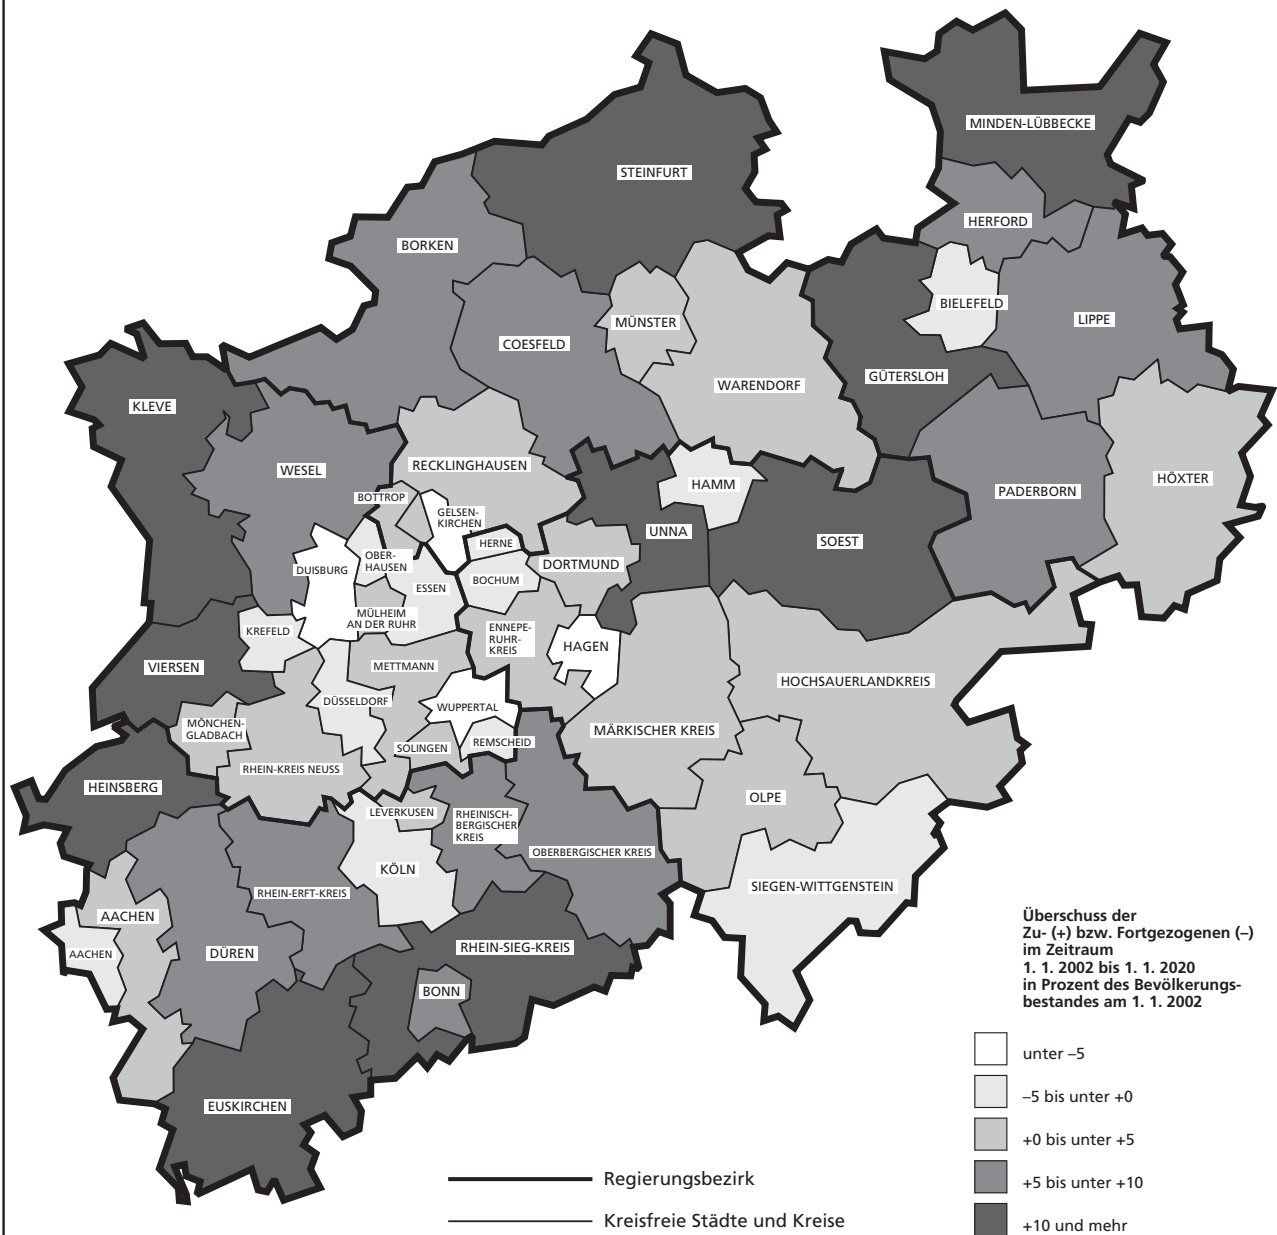 MINDEN-LÜBBECKE
STEINFURT
HERFORD
BORKEN
BIELEFELD
LIPPE
MÜNSTER
COESFELD
GÜTERSLOH
WARENDORF
KLEVE
RECKLINGHAUSEN
WESEL
HÖXTER
HAMM
PADERBORN
BOTTROP
GELSEN-
KIRCHEN
UNNA
SOEST
HERNE
OBER-
HAUSEN
DORTMUND
DUISBURG
BOCHUM
ESSEN
MÜLHEIM
AN DER RUHR
KREFELD
ENNEPE-
RUHR-
KREIS
HAGEN
VIERSEN
METTMANN
HOCHSAUERLANDKREIS
DÜSSELDORF
WUPPERTAL
MÖNCHEN-
GLADBACH
MÄRKISCHER KREIS
SOLINGEN
REMSCHEID
RHEIN-KREIS NEUSS
HEINSBERG
OLPE
LEVERKUSEN
RHEINISCH-
BERGISCHER
KREIS
OBERBERGISCHER KREIS
KÖLN
SIEGEN-WITTGENSTEIN
RHEIN-ERFT-KREIS
AACHEN
RHEIN-SIEG-KREIS
AACHEN
DÜREN
BONN
EUSKIRCHEN
Überschuss der
Zu- (+) bzw. Fortgezogenen (–)
im Zeitraum
1. 1. 2002 bis 1. 1. 2020
in Prozent des Bevölkerungs-
bestandes am 1. 1. 2002
unter –5
–5 bis unter +0
+0 bis unter +5
+5 bis unter +10
+10 und mehr
Regierungsbezirk
Kreisfreie Städte und Kreise